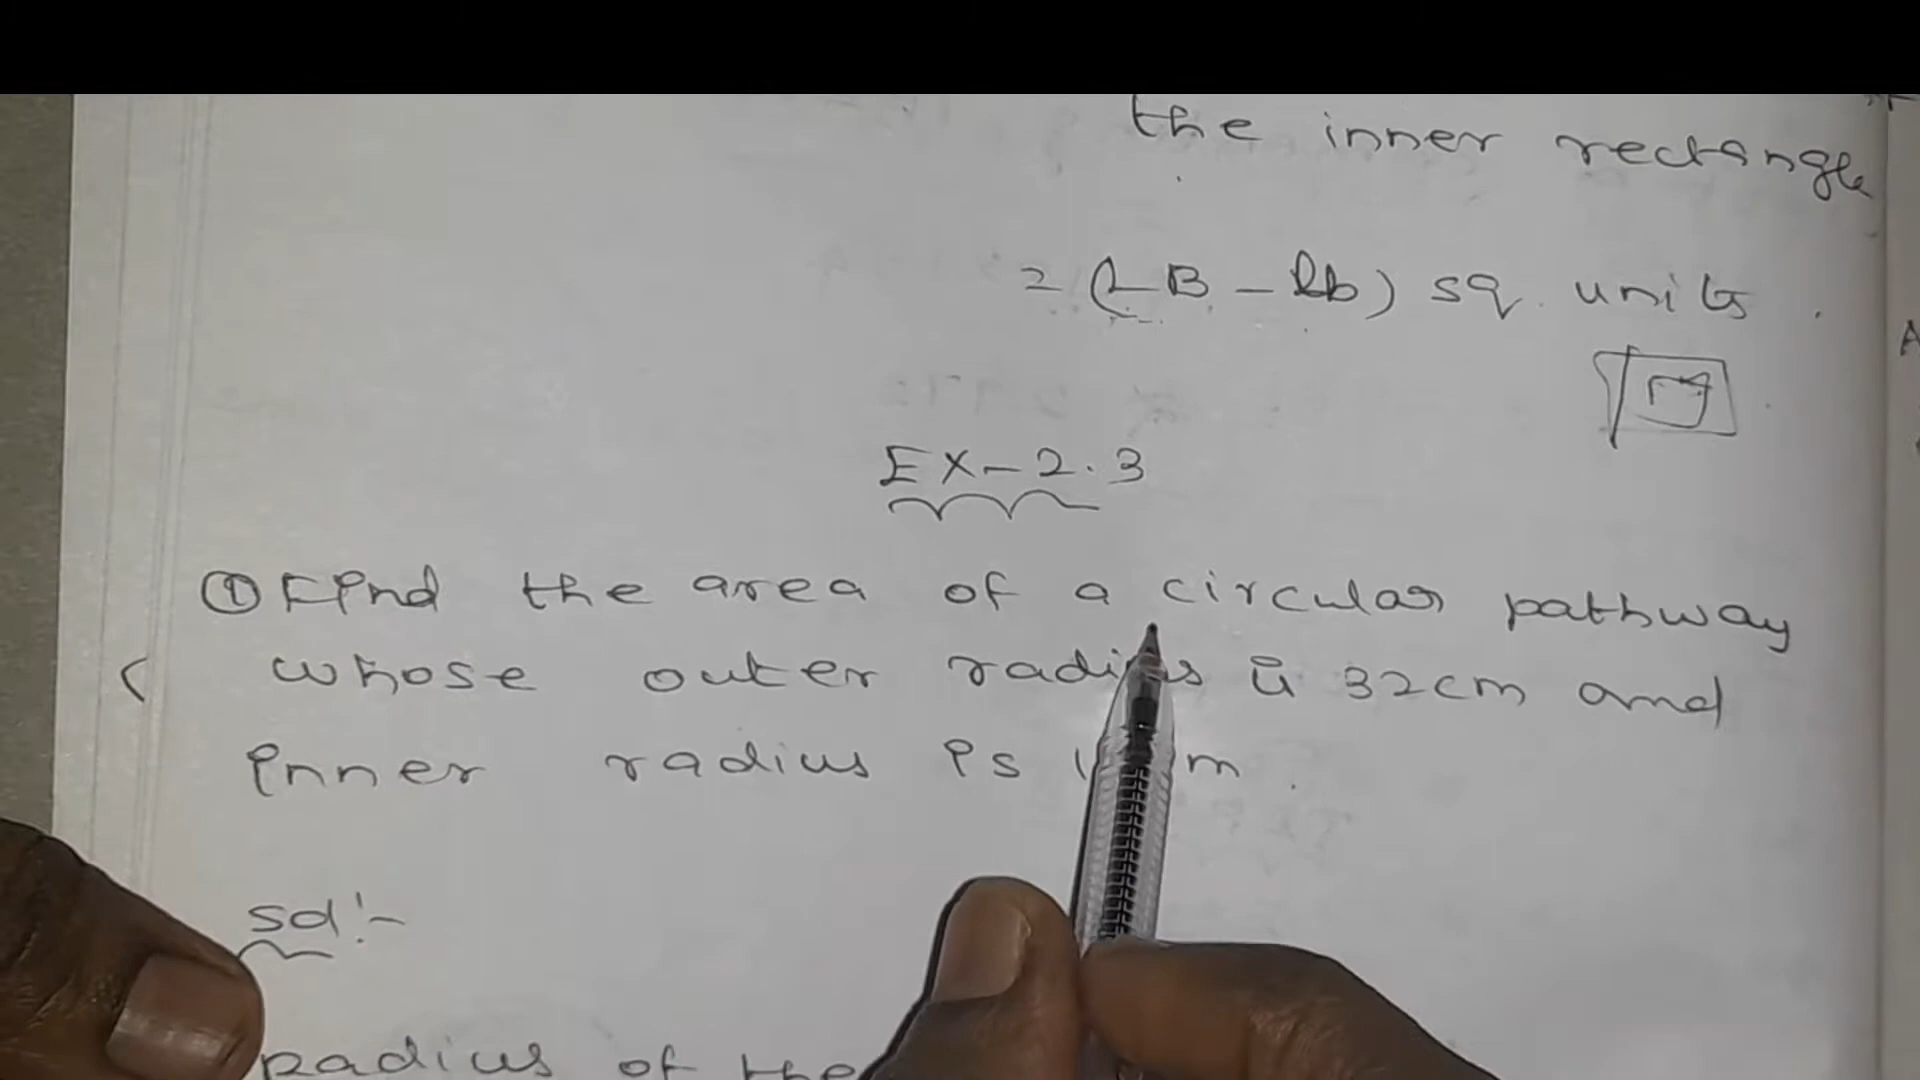 the inner rectangle
= (LB - lb) sq. units.
EX-2.3
① Find the area of a circular pathway
whose outer radius is 32cm and
inner radius is
sol:-
radius of the